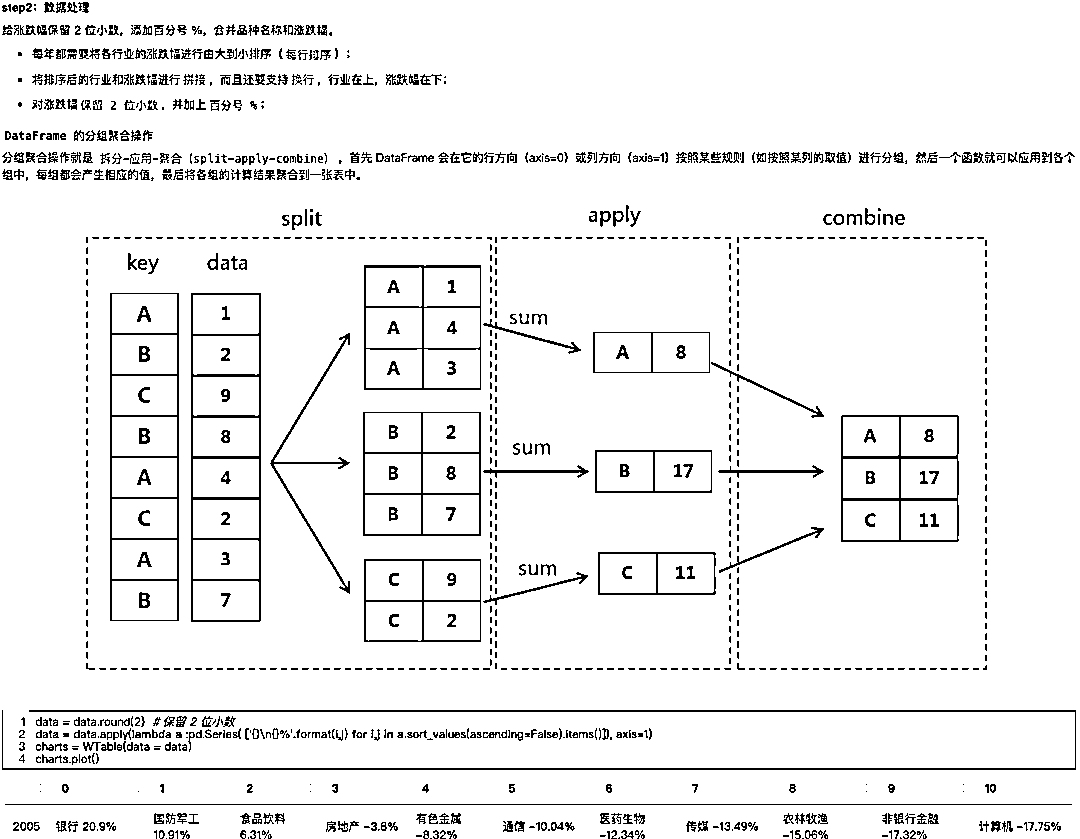 step2: 数据处理
给涨跌幅保留 2 位小数，添加百分号 %，合并品种名称和涨跌幅。
• 每年都需要将各行业的涨跌幅进行由大到小排序（每行排序）；
• 将排序后的行业和涨跌幅进行 拼接，而且还要支持 换行，行业在上，涨跌幅在下；
• 对涨跌幅 保留 2 位小数，并加上 百分号 %；
DataFrame 的分组聚合操作
分组聚合操作就是 拆分-应用-聚合（split-apply-combine），首先 DataFrame 会在它的行方向（axis=0）或列方向（axis=1）按照某些规则（如按照某列的取值）进行分组，然后一个函数就可以应用到各个
组中，每组都会产生相应的值，最后将各组的计算结果聚合到一张表中。
split apply combine
key data
A 1
B 2
C 9
B 8
A 4
C 2
A 3
B 7
A 1
A 4
A 3
B 2
B 8
B 7
C 9
C 2
sum
sum
sum
A 8
B 17
C 11
A 8
B 17
C 11
1 data = data.round(2) # 保留 2 位小数
2 data = data.apply(lambda a :pd.Series( ['{}\n{}%'.format(i,j) for i,j in a.sort_values(ascending=False).items()]), axis=1)
3 charts = WTable(data = data)
4 charts.plot()
: 0 : 1 : 2 : 3 : 4 : 5 : 6 : 7 : 8 : 9 : 10
2005 银行 20.9% 国防军工 10.91% 食品饮料 6.31% 房地产 -3.8% 有色金属 -8.32% 通信 -10.04% 医药生物 -12.34% 传媒 -13.49% 农林牧渔 -15.06% 非银行金融 -17.32% 计算机 -17.75%